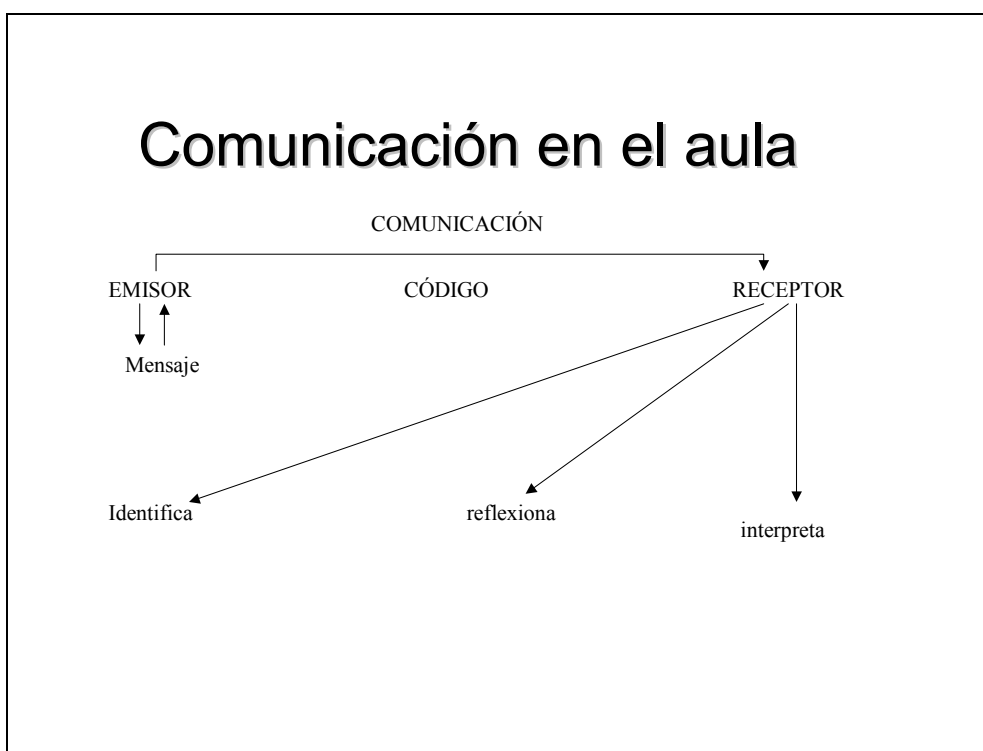 Comunicación en el aula
COMUNICACIÓN
EMISOR CÓDIGO RECEPTOR
Mensaje
Identifica reflexiona
interpreta